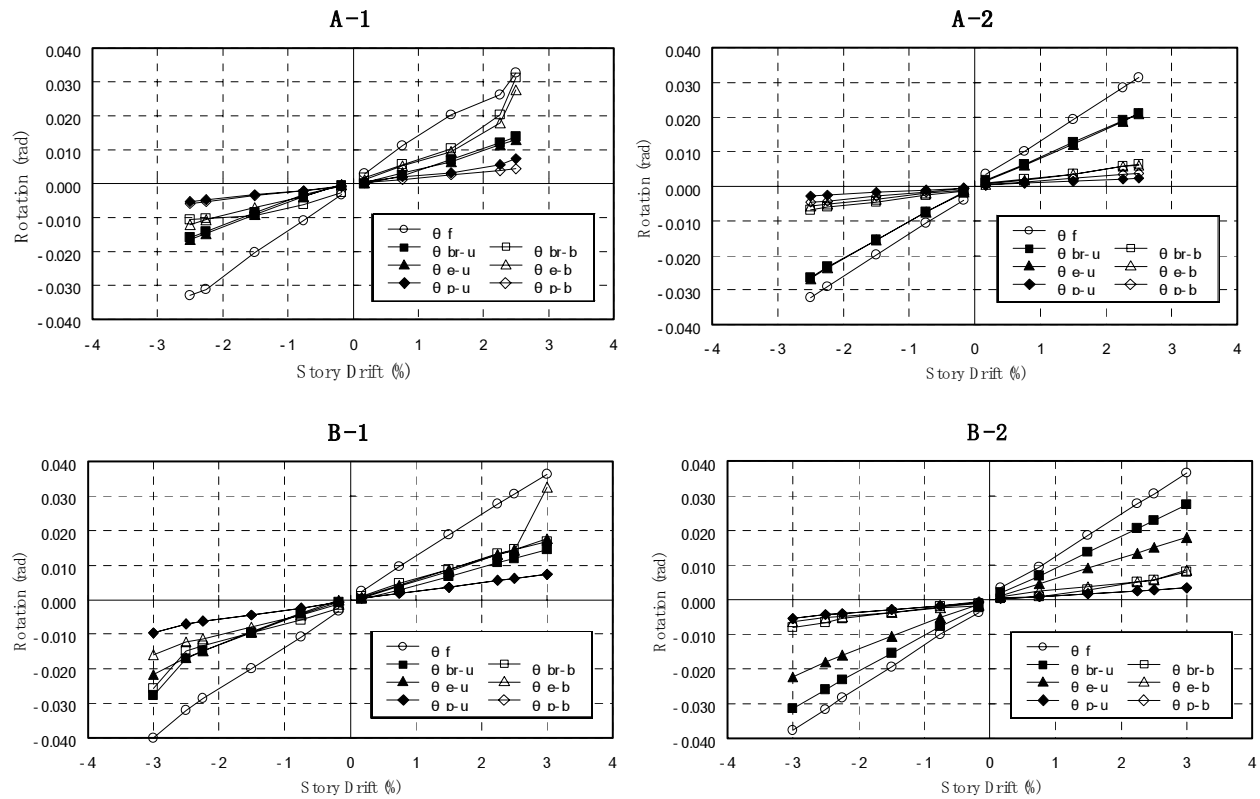 A-1
Rotation (rad)
0.040
0.030
0.020
0.010
0.000
-0.010
-0.020
-0.030
-0.040
-4 -3 -2 -1 0 1 2 3 4
Story Drift (%)
θ f
θ br-u θ br-b
θ e-u θ e-b
θ p-u θ p-b
A-2
Rotation (rad)
0.040
0.030
0.020
0.010
0.000
-0.010
-0.020
-0.030
-0.040
-4 -3 -2 -1 0 1 2 3 4
Story Drift (%)
θ f
θ br-u θ br-b
θ e-u θ e-b
θ p-u θ p-b
B-1
Rotation (rad)
0.040
0.030
0.020
0.010
0.000
-0.010
-0.020
-0.030
-0.040
-4 -3 -2 -1 0 1 2 3 4
Story Drift (%)
θ f
θ br-u θ br-b
θ e-u θ e-b
θ p-u θ p-b
B-2
Rotation (rad)
0.040
0.030
0.020
0.010
0.000
-0.010
-0.020
-0.030
-0.040
-4 -3 -2 -1 0 1 2 3 4
Story Drift (%)
θ f
θ br-u θ br-b
θ e-u θ e-b
θ p-u θ p-b